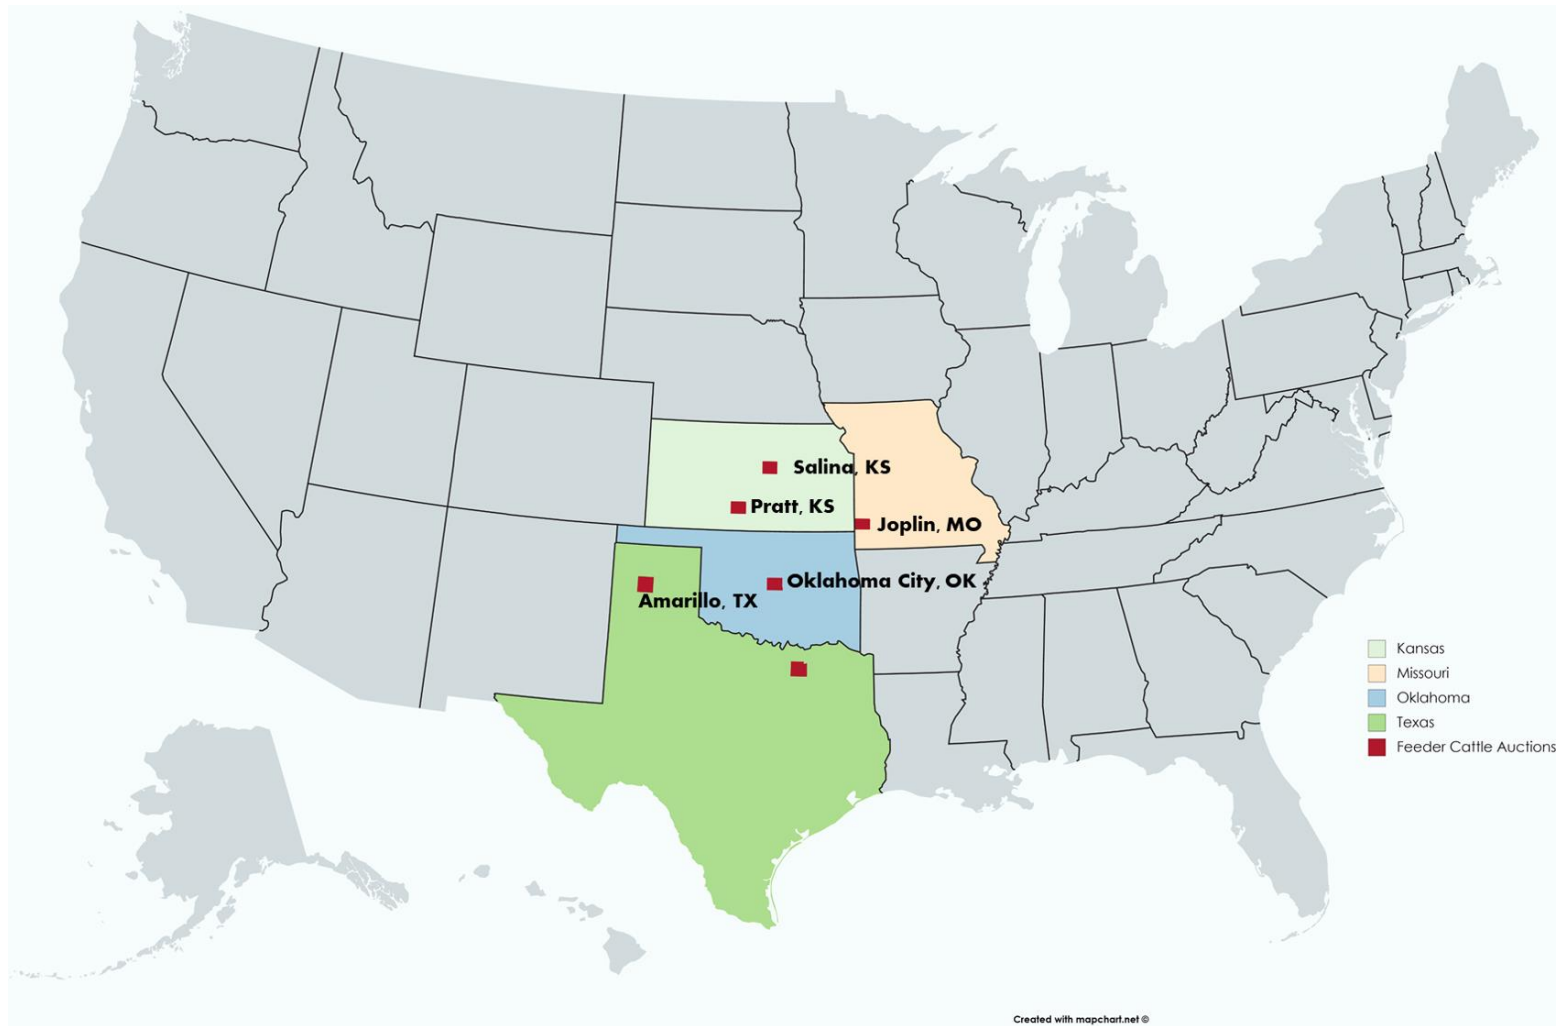 Salina, KS
Pratt, KS
Joplin, MO
Oklahoma City, OK
Amarillo, TX
Kansas
Missouri
Oklahoma
Texas
Feeder Cattle Auctions
Created with mapchart.net ©